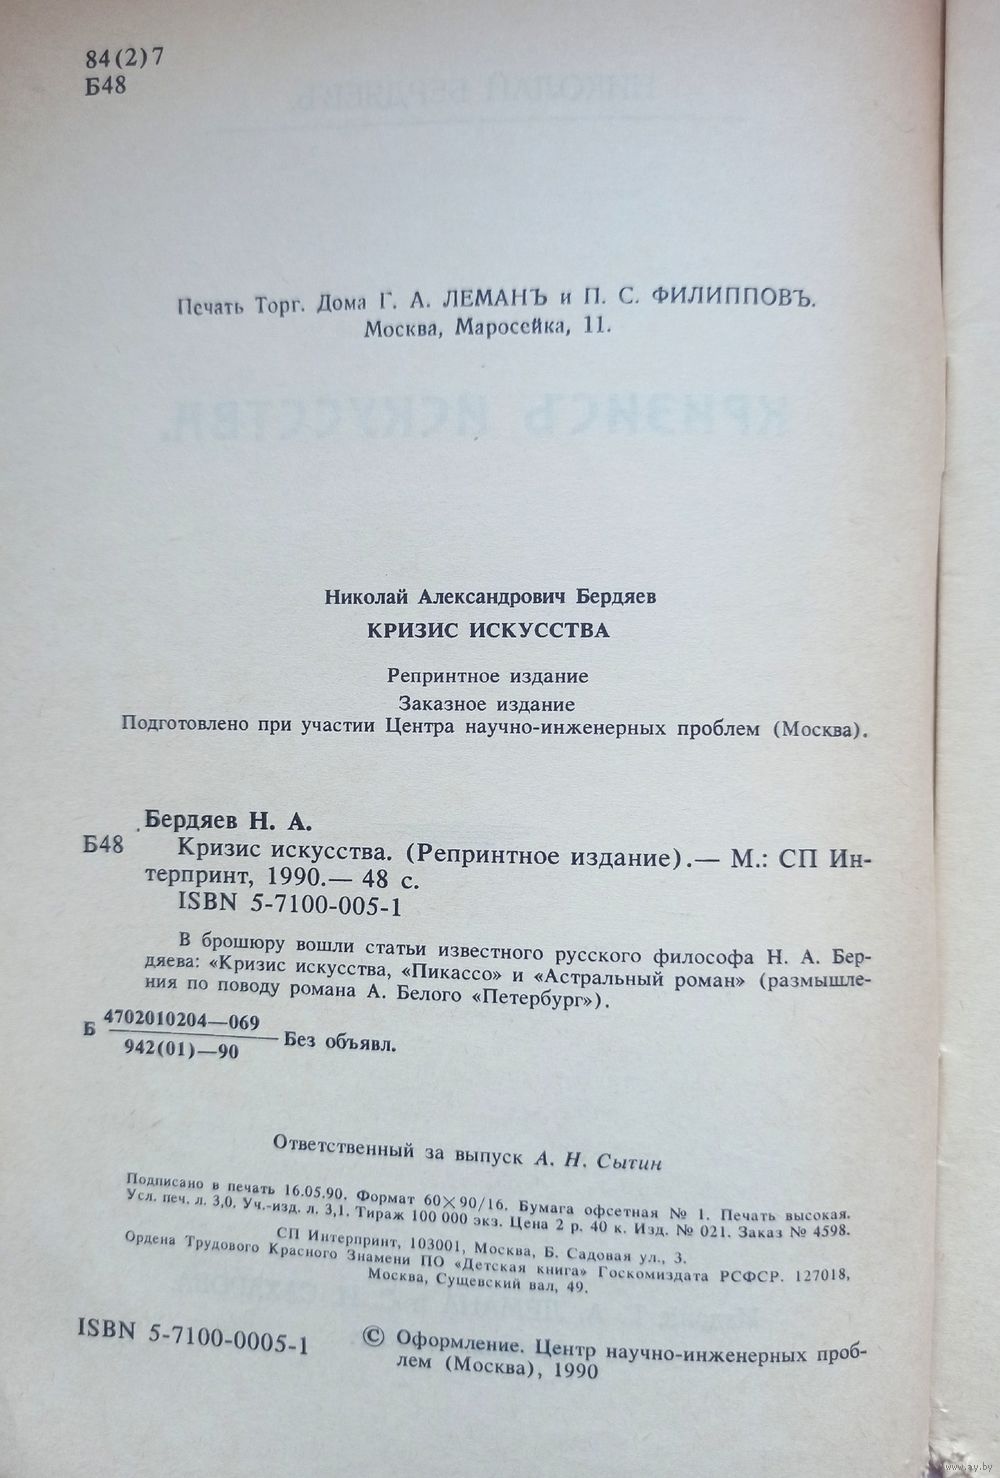 84(2)7
Б48
Печать Торг. Дома Г. А. ЛЕМАНЪ и П. С. ФИЛИППОВЪ.
Москва, Маросейка, 11.
Николай Александрович Бердяев
КРИЗИС ИСКУССТВА
Репринтное издание
Заказное издание
Подготовлено при участии Центра научно-инженерных проблем (Москва).
Бердяев Н. А.
Б48 Кризис искусства. (Репринтное издание).— М.: СП Ин-
терпринт, 1990.— 48 с.
ISBN 5-7100-005-1
В брошюру вошли статьи известного русского философа Н. А. Бер-
дяева: «Кризис искусства, «Пикассо» и «Астральный роман» (размышле-
ния по поводу романа А. Белого «Петербург»).
Б 4702010204—069
942(01)—90 Без объявл.
Ответственный за выпуск А. Н. Сытин
Подписано в печать 16.05.90. Формат 60×90/16. Бумага офсетная № 1. Печать высокая.
Усл. печ. л. 3,0. Уч.-изд. л. 3,1. Тираж 100 000 экз. Цена 2 р. 40 к. Изд. № 021. Заказ № 4598.
СП Интерпринт, 103001, Москва, Б. Садовая ул., 3.
Ордена Трудового Красного Знамени ПО «Детская книга» Госкомиздата РСФСР. 127018,
Москва, Сущевский вал, 49.
ISBN 5-7100-0005-1
© Оформление. Центр научно-инженерных проб-
лем (Москва), 1990
www.ay.by